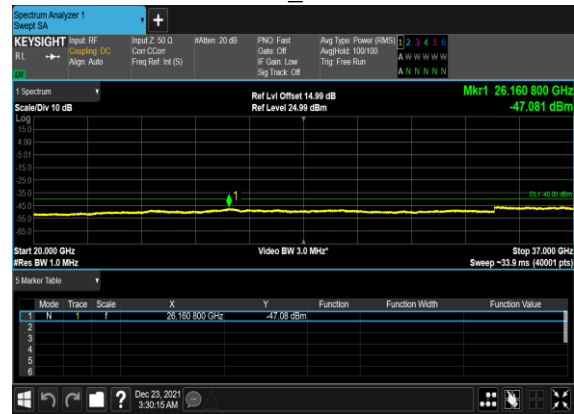 Spectrum Analyzer 1
Swept SA
KEYSIGHT Input: RF Input Z: 50 Ω #Atten: 20 dB PNO: Fast Avg Type: Power (RMS) 1 2 3 4 5 6
RL Coupling: DC Corr CCorr Gate: Off Avg|Hold: 100/100 A W W W W W
Align: Auto Freq Ref: Int (S) IF Gain: Low Trig: Free Run
Sig Track: Off A N N N N N
1 Spectrum Ref Lvl Offset 14.99 dB Mkr1 26.160 800 GHz
Scale/Div 10 dB Ref Level 24.99 dBm -47.081 dBm
Log
15.0
4.99
-5.01
-15.0
-25.0
-35.0 1 DL1 -40.00 dBm
-45.0
-55.0
-65.0
Start 20.000 GHz Video BW 3.0 MHz* Stop 37.000 GHz
#Res BW 1.0 MHz Sweep ~33.9 ms (40001 pts)
5 Marker Table
Mode Trace Scale X Y Function Function Width Function Value
1 N 1 f 26.160 800 GHz -47.08 dBm
2
3
4
5
6
? Dec 23, 2021
3:30:15 AM